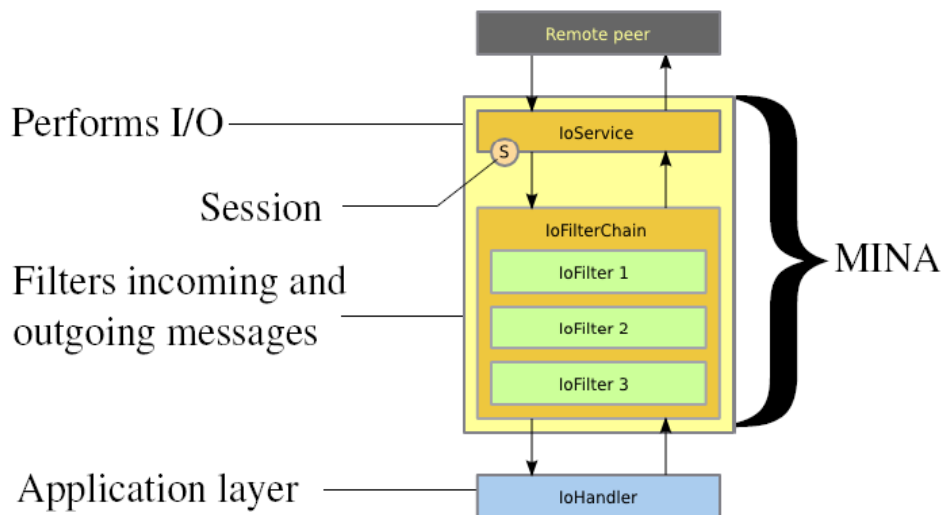 Remote peer
Performs I/O
IoService
S
Session
IoFilterChain
IoFilter 1
Filters incoming and
outgoing messages
IoFilter 2
IoFilter 3
MINA
Application layer
IoHandler